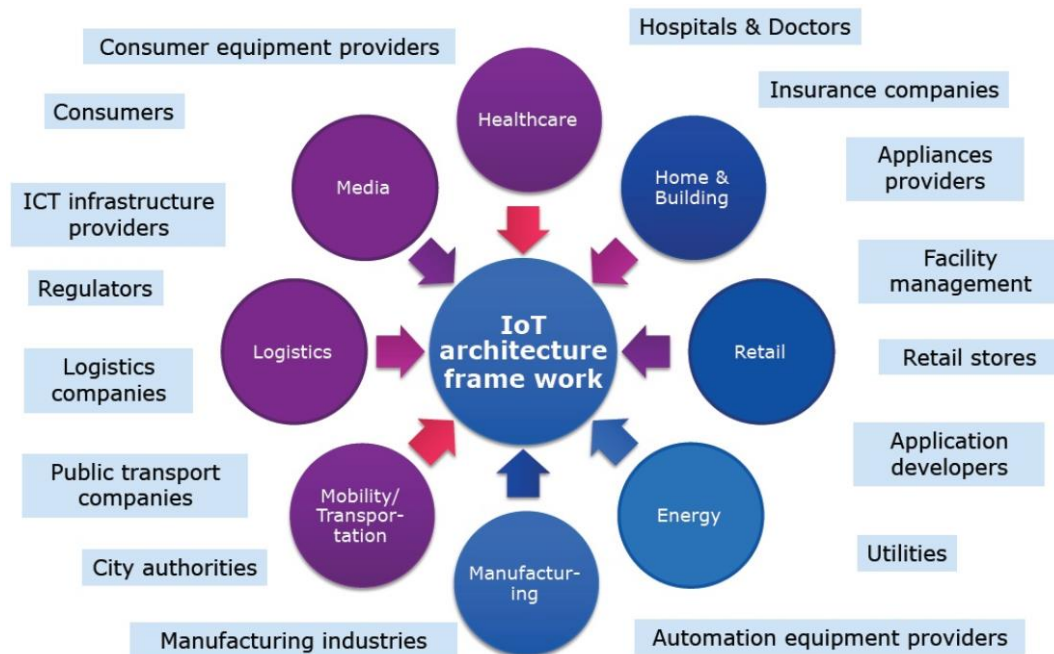 Consumer equipment providers
Hospitals & Doctors
Consumers
Healthcare
Insurance companies
Media
Home &
Building
Appliances
providers
ICT infrastructure
providers
Regulators
Facility
management
Logistics
IoT
architecture
frame work
Retail
Logistics
companies
Retail stores
Public transport
companies
Mobility/
Transpor-
tation
Energy
Application
developers
City authorities
Manufactur-
ing
Utilities
Manufacturing industries
Automation equipment providers